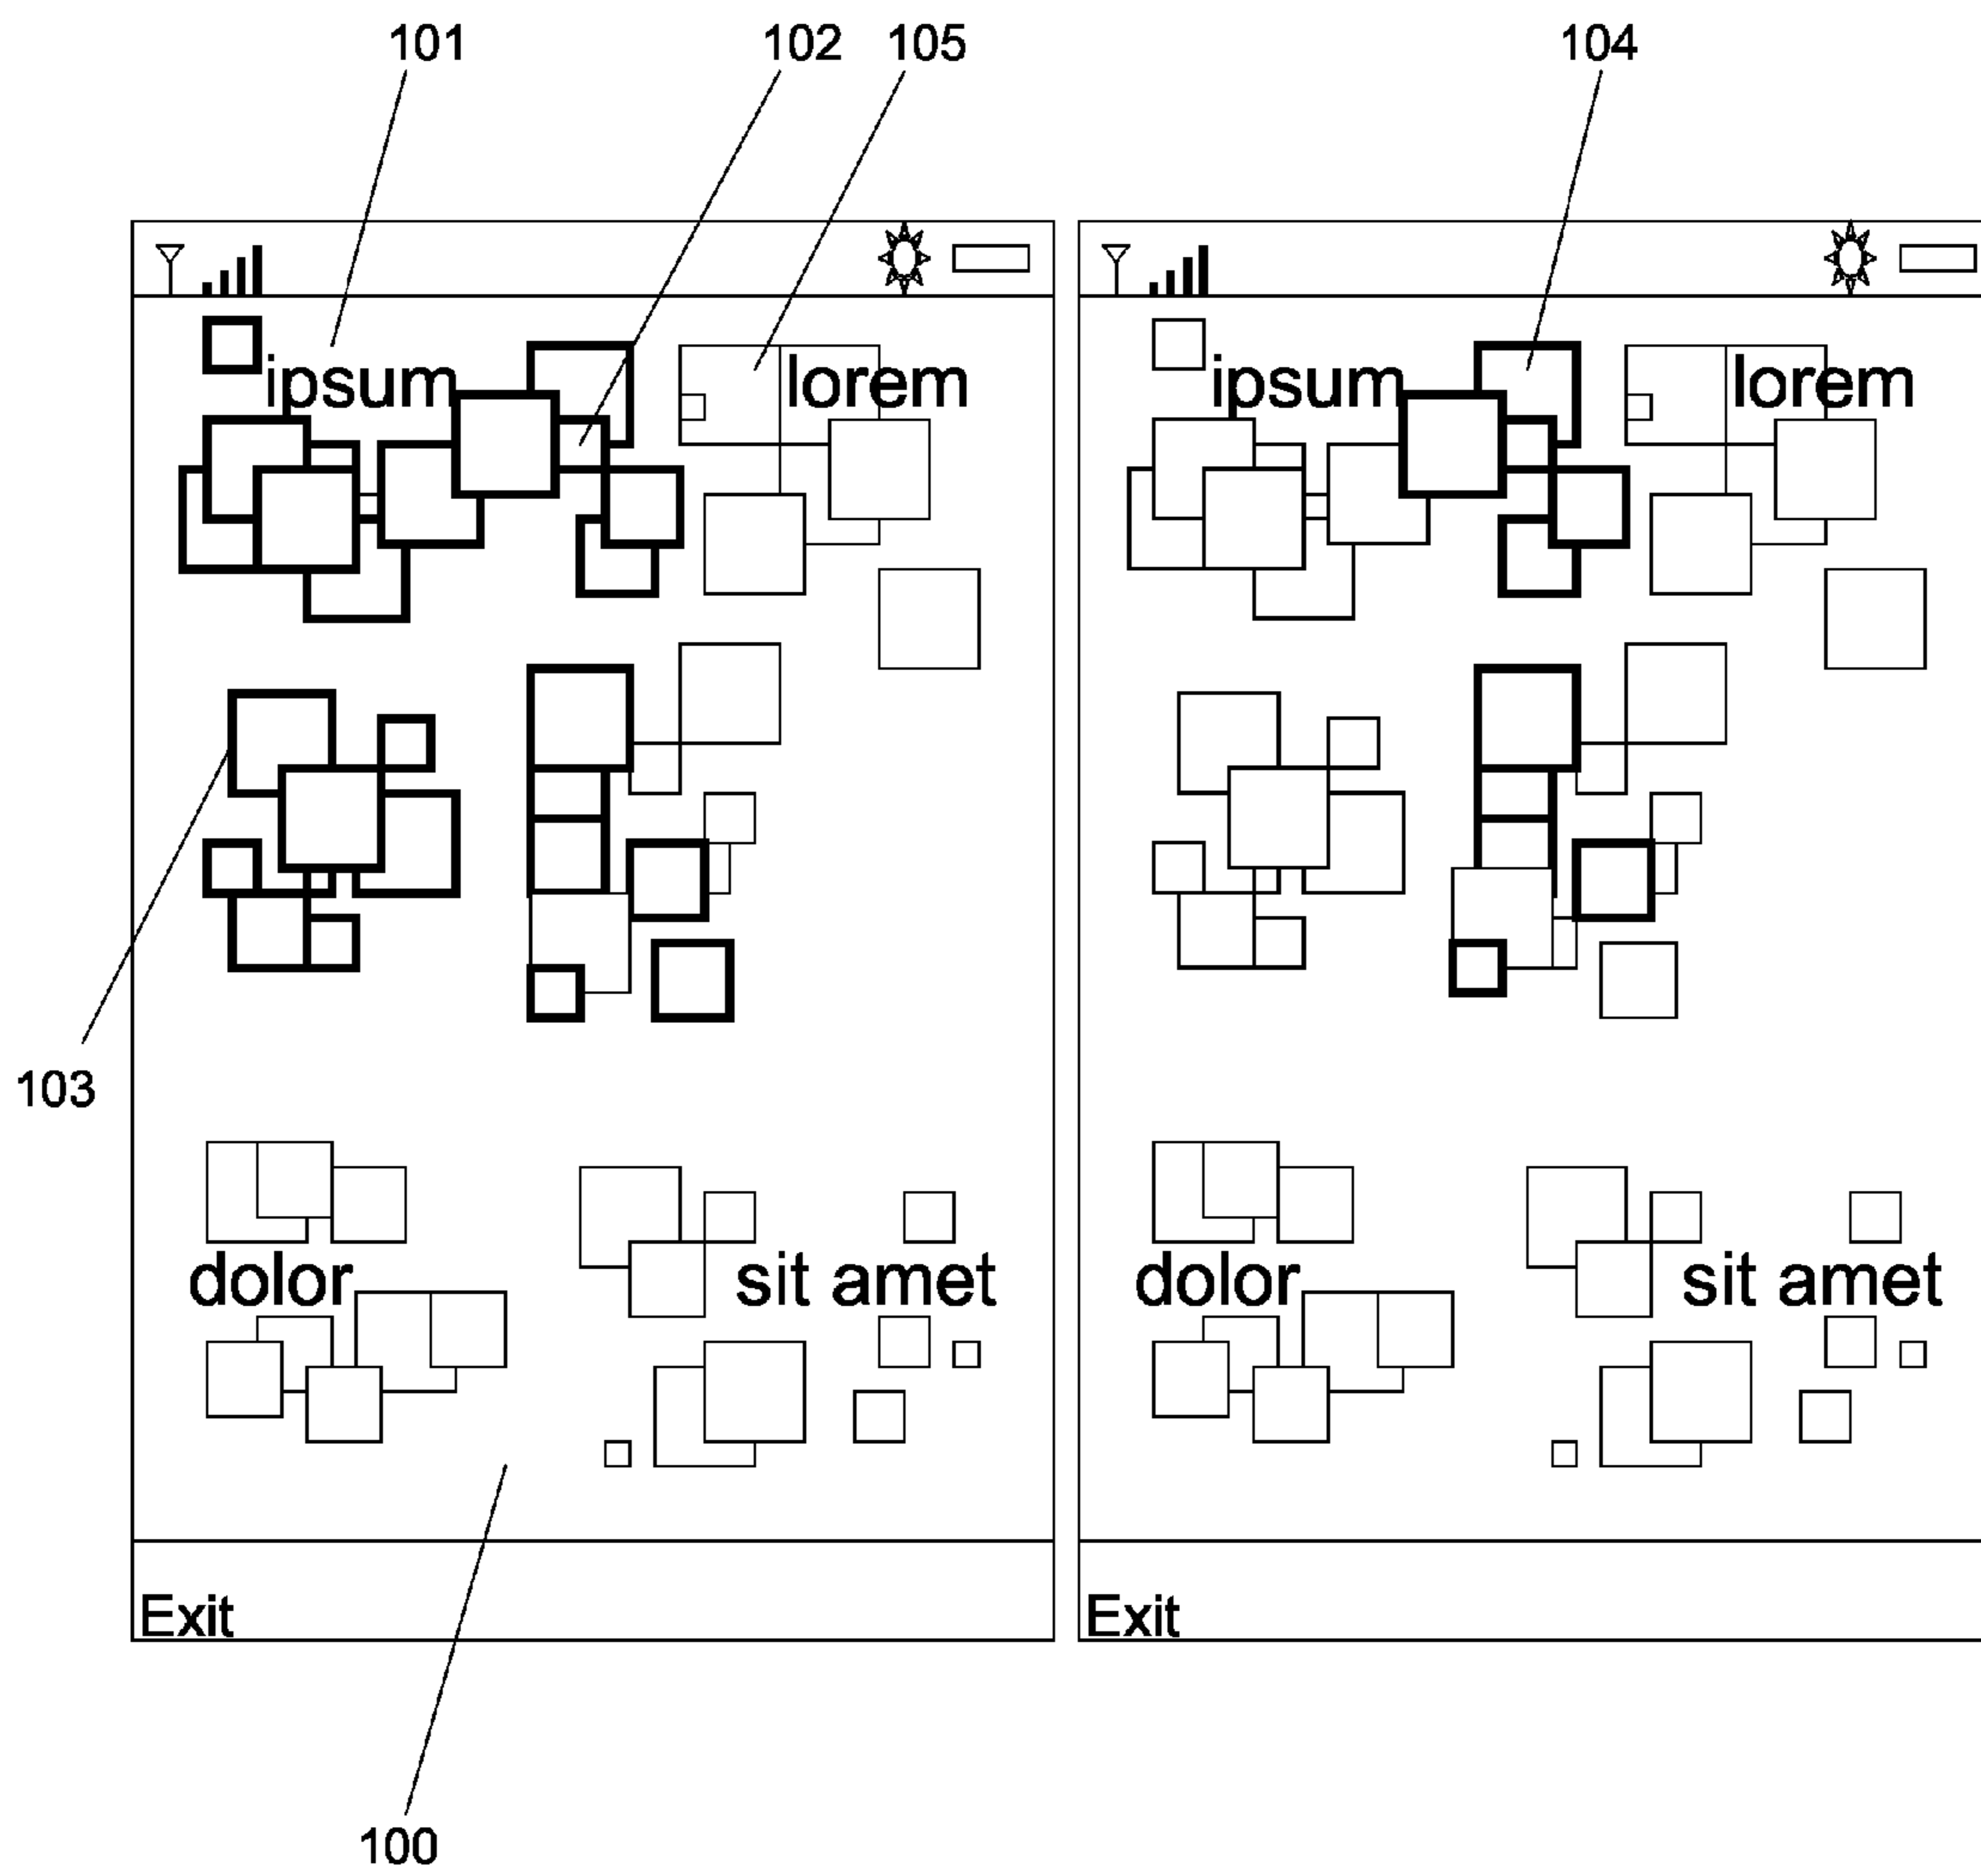 101 102 105 104
ipsum lorem ipsum lorem
103
dolor sit amet dolor sit amet
Exit Exit
100